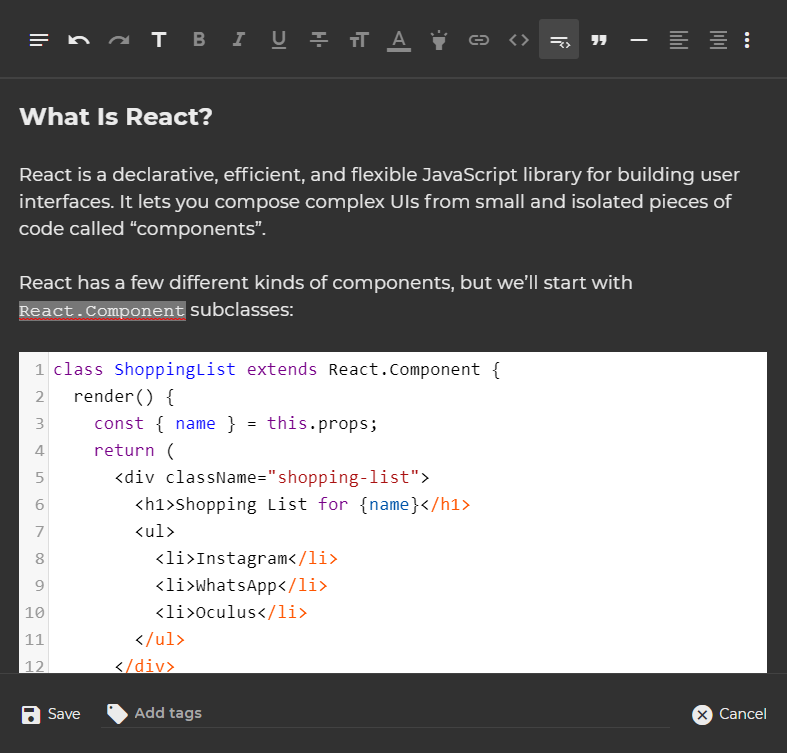 What Is React?
React is a declarative, efficient, and flexible JavaScript library for building user
interfaces. It lets you compose complex UIs from small and isolated pieces of
code called “components”.
React has a few different kinds of components, but we’ll start with
React.Component subclasses:
1 class ShoppingList extends React.Component {
2   render() {
3     const { name } = this.props;
4     return (
5       <div className="shopping-list">
6         <h1>Shopping List for {name}</h1>
7         <ul>
8           <li>Instagram</li>
9           <li>WhatsApp</li>
10           <li>Oculus</li>
11         </ul>
12       </div>
Save Add tags Cancel